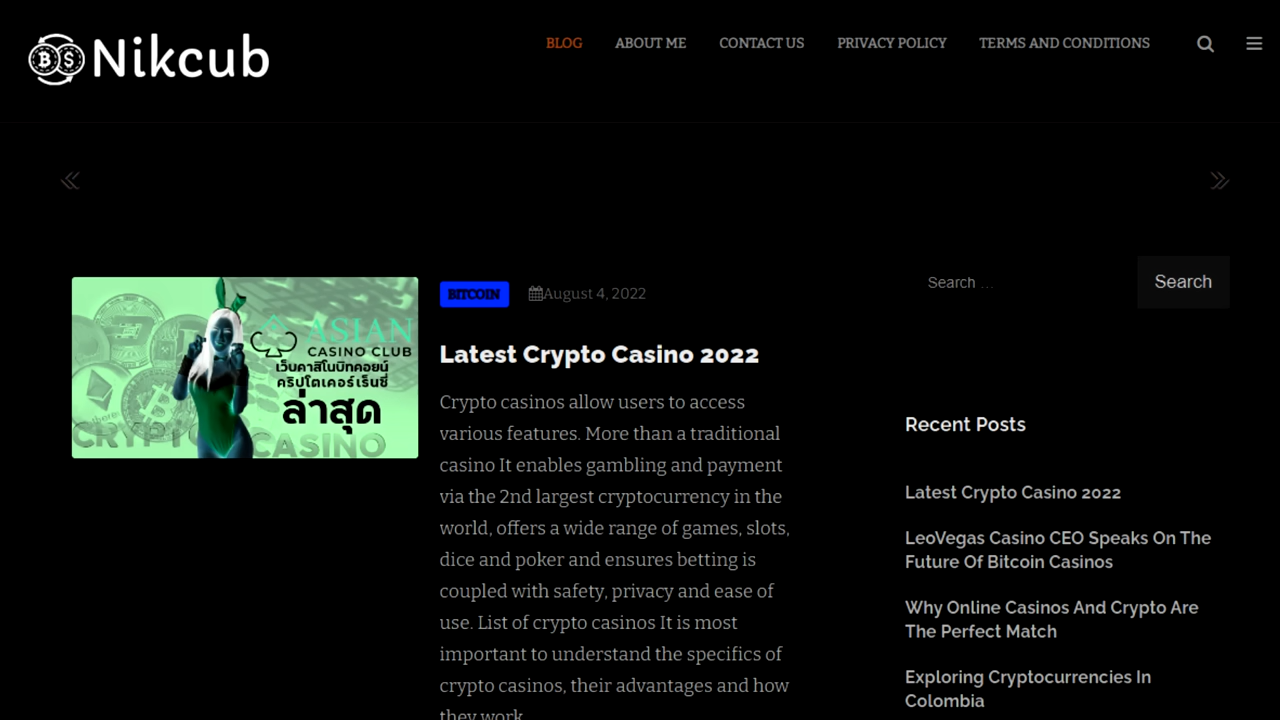 Nikcub
BLOG
ABOUT ME
CONTACT US
PRIVACY POLICY
TERMS AND CONDITIONS
ASIAN
CASINO CLUB
เว็บคาสิโนบิทคอยน์
คริปโตเคอร์เร็นซี่
ล่าสุด
CASINO
BITCOIN
August 4, 2022
Latest Crypto Casino 2022
Crypto casinos allow users to access
various features. More than a traditional
casino It enables gambling and payment
via the 2nd largest cryptocurrency in the
world, offers a wide range of games, slots,
dice and poker and ensures betting is
coupled with safety, privacy and ease of
use. List of crypto casinos It is most
important to understand the specifics of
crypto casinos, their advantages and how
they work
Search …
Search
Recent Posts
Latest Crypto Casino 2022
LeoVegas Casino CEO Speaks On The
Future Of Bitcoin Casinos
Why Online Casinos And Crypto Are
The Perfect Match
Exploring Cryptocurrencies In
Colombia